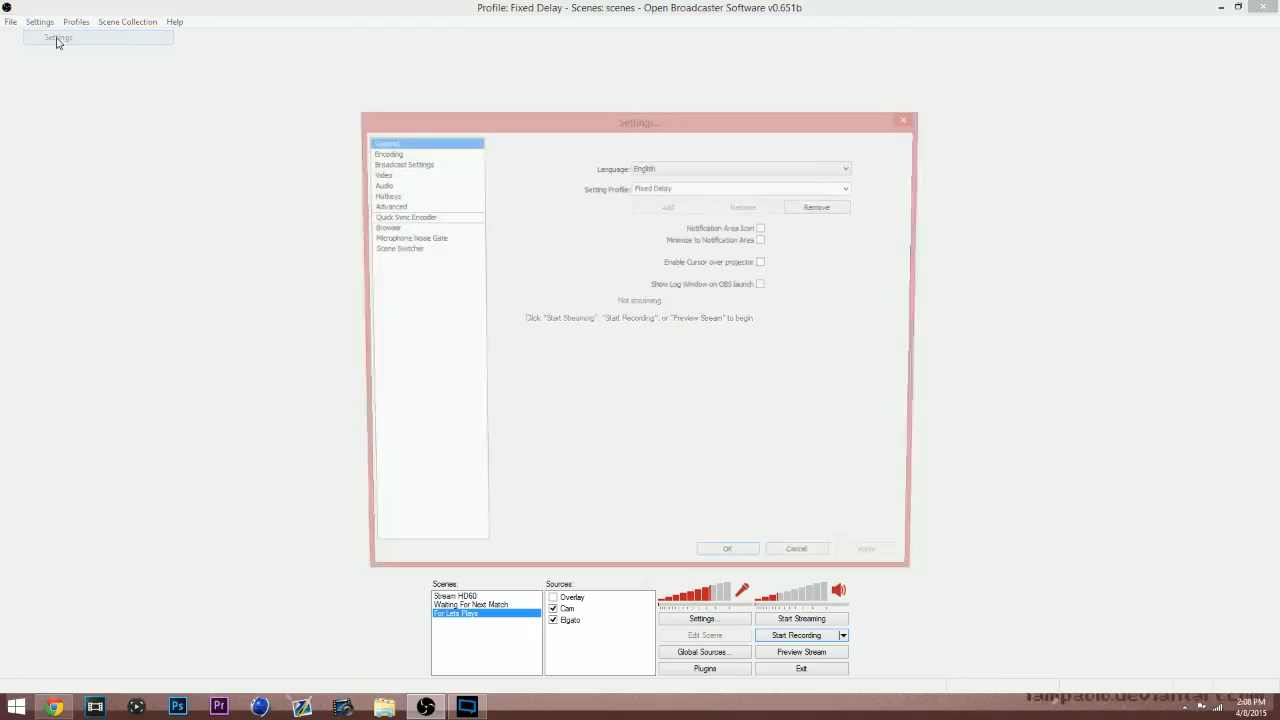 Profile: Fixed Delay - Scenes: scenes - Open Broadcaster Software v0.651b
File Settings Profiles Scene Collection Help
Settings
Settings...
General
Encoding
Broadcast Settings
Video
Audio
Hotkeys
Advanced
Quick Sync Encoder
Browser
Microphone Noise Gate
Scene Switcher
Language: English
Setting Profile: Fixed Delay
Add Rename Remove
Notification Area Icon
Minimize to Notification Area
Enable Cursor over projector
Show Log Window on OBS launch
Not streaming
Click "Start Streaming", "Start Recording", or "Preview Stream" to begin
OK Cancel Apply
Scenes:
Stream HD60
Waiting For Next Match
For Lets Plays
Sources:
Overlay
Cam
Elgato
Settings... Start Streaming
Edit Scene Start Recording
Global Sources... Preview Stream
Plugins Exit
Ps Pr
2:08 PM
4/8/2015